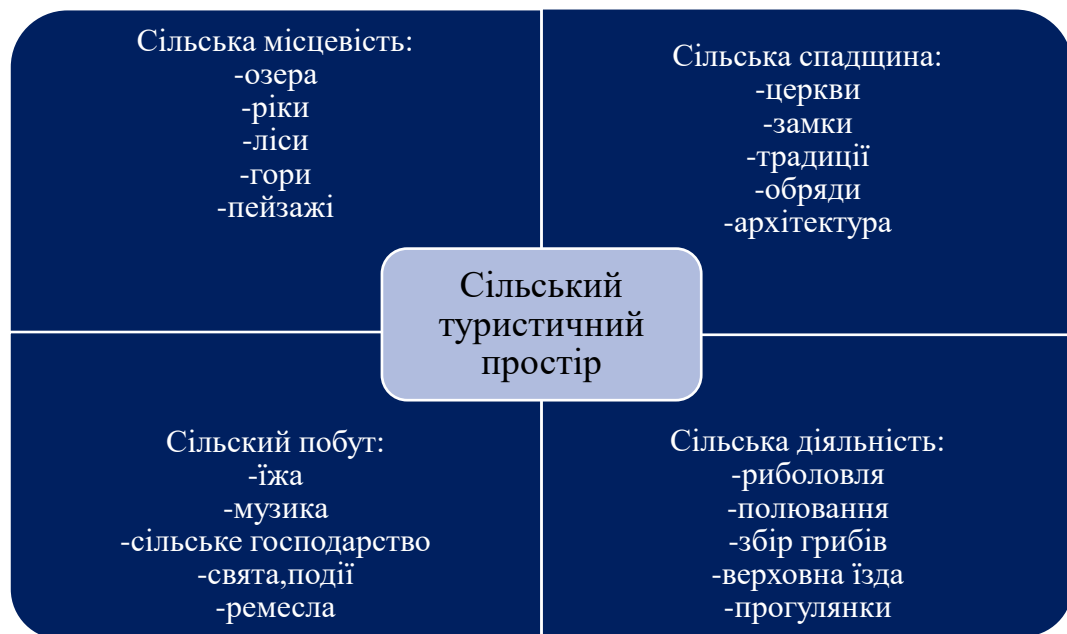 Сільська місцевість:
-озера
-ріки
-ліси
-гори
-пейзажі
Сільська спадщина:
-церкви
-замки
-традиції
-обряди
-архітектура
Сільський
туристичний
простір
Сільский побут:
-їжа
-музика
-сільське господарство
-свята,події
-ремесла
Сільська діяльність:
-риболовля
-полювання
-збір грибів
-верховна їзда
-прогулянки